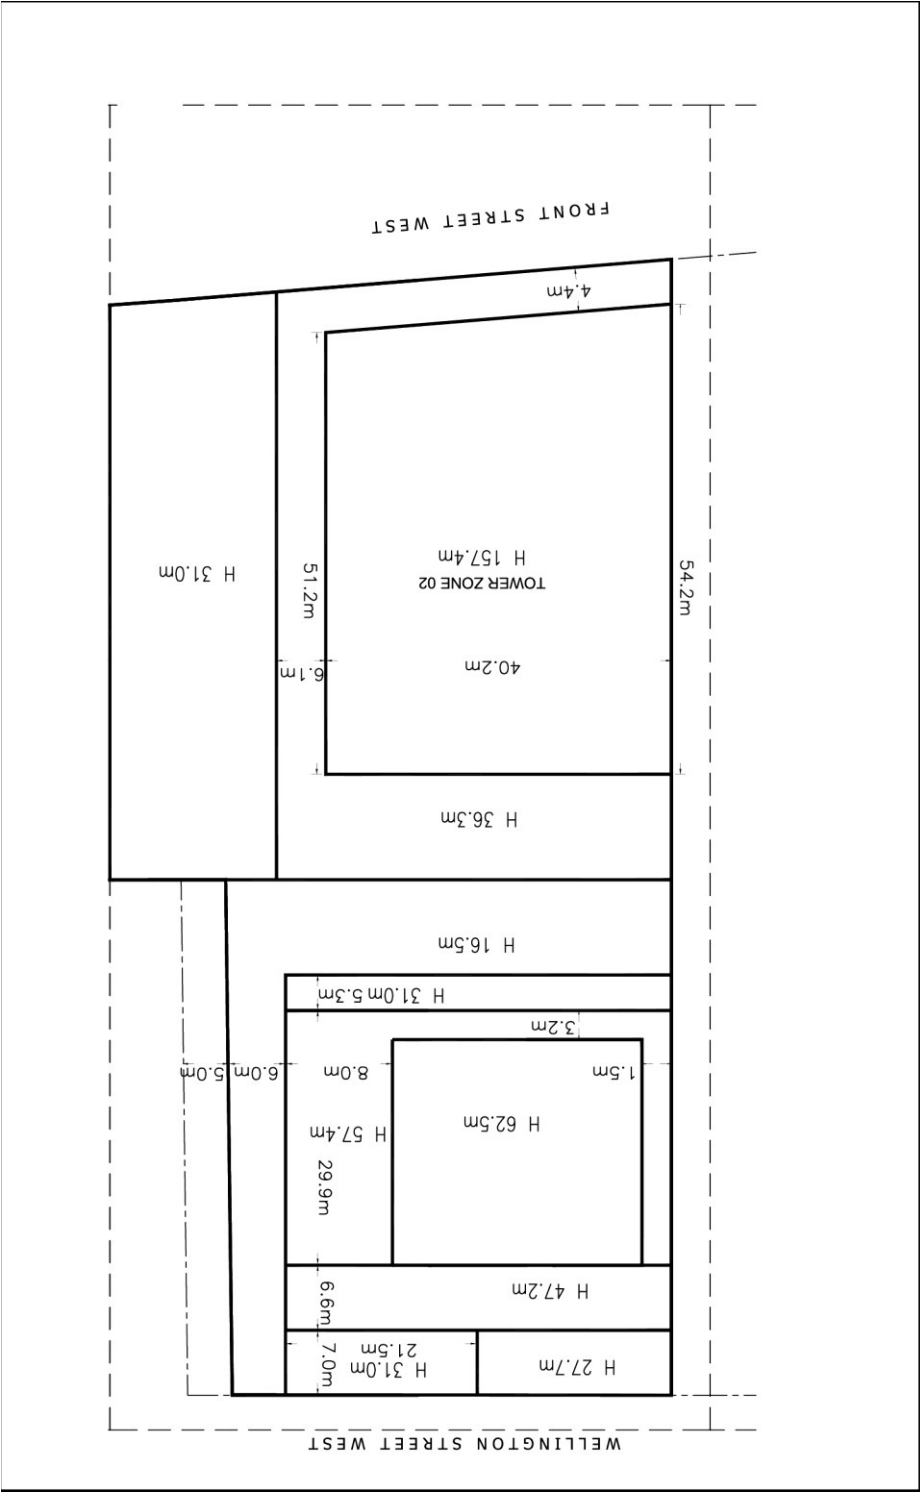 WELLINGTON STREET WEST
H 27.7m
21.5m
H 31.0m
7.0m
H 47.2m
6.6m
29.9m
H 57.4m
H 62.5m
1.5m
8.0m
6.0m
5.0m
3.2m
H 31.0m
5.3m
H 16.5m
H 36.3m
40.2m
6.1m
TOWER ZONE 02
H 157.4m
H 31.0m
51.2m
54.2m
4.4m
FRONT STREET WEST